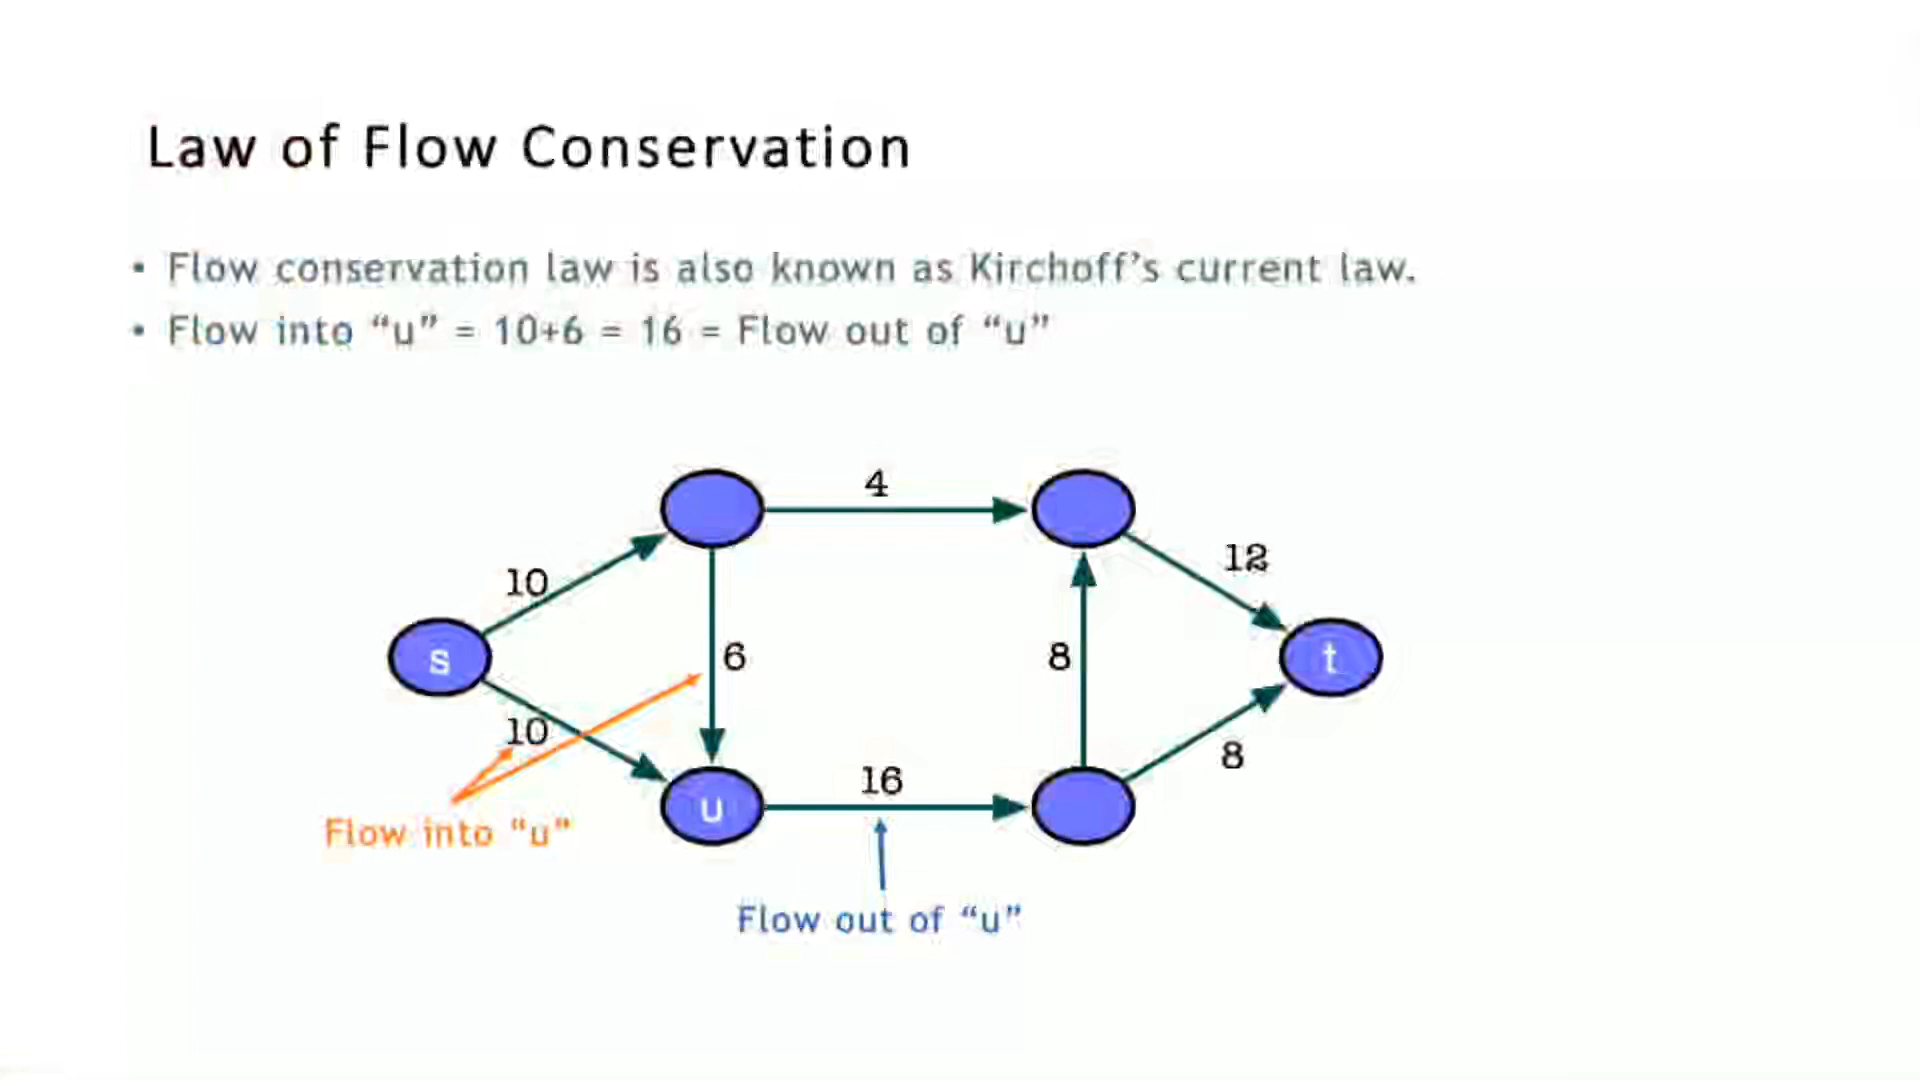 Law of Flow Conservation
• Flow conservation law is also known as Kirchoff’s current law.
• Flow into “u” = 10+6 = 16 = Flow out of “u”
4
12
10
s
6
8
t
10
16
8
u
Flow into “u”
Flow out of “u”